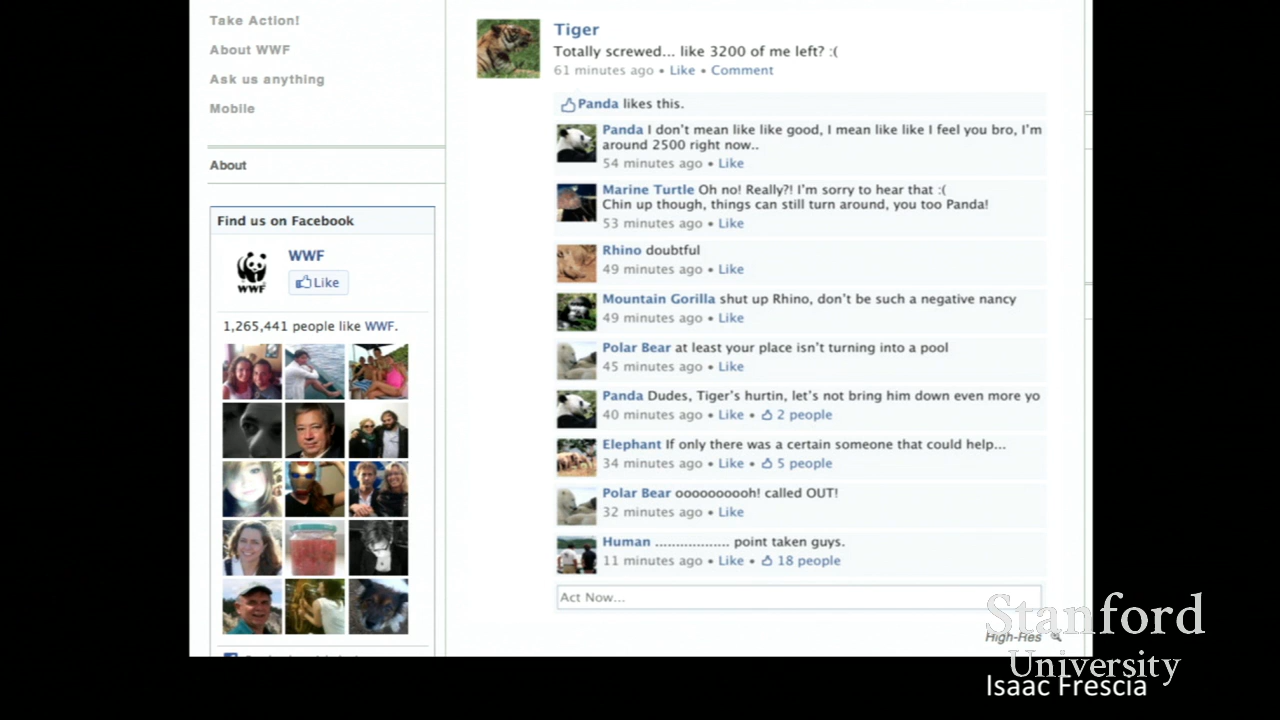 Take Action!
About WWF
Ask us anything
Mobile
About
Find us on Facebook
WWF
WWF
Like
1,265,441 people like WWF.
Tiger
Totally screwed... like 3200 of me left? :(
61 minutes ago • Like • Comment
Panda likes this.
Panda I don't mean like like good, I mean like like I feel you bro, I'm
around 2500 right now..
54 minutes ago • Like
Marine Turtle Oh no! Really?! I'm sorry to hear that :(
Chin up though, things can still turn around, you too Panda!
53 minutes ago • Like
Rhino doubtful
49 minutes ago • Like
Mountain Gorilla shut up Rhino, don't be such a negative nancy
49 minutes ago • Like
Polar Bear at least your place isn't turning into a pool
45 minutes ago • Like
Panda Dudes, Tiger's hurtin, let's not bring him down even more yo
40 minutes ago • Like • 2 people
Elephant If only there was a certain someone that could help...
34 minutes ago • Like • 5 people
Polar Bear oooooooooh! called OUT!
32 minutes ago • Like
Human ................... point taken guys.
11 minutes ago • Like • 18 people
Act Now...
High-Res
Stanford
University
Isaac Frescia